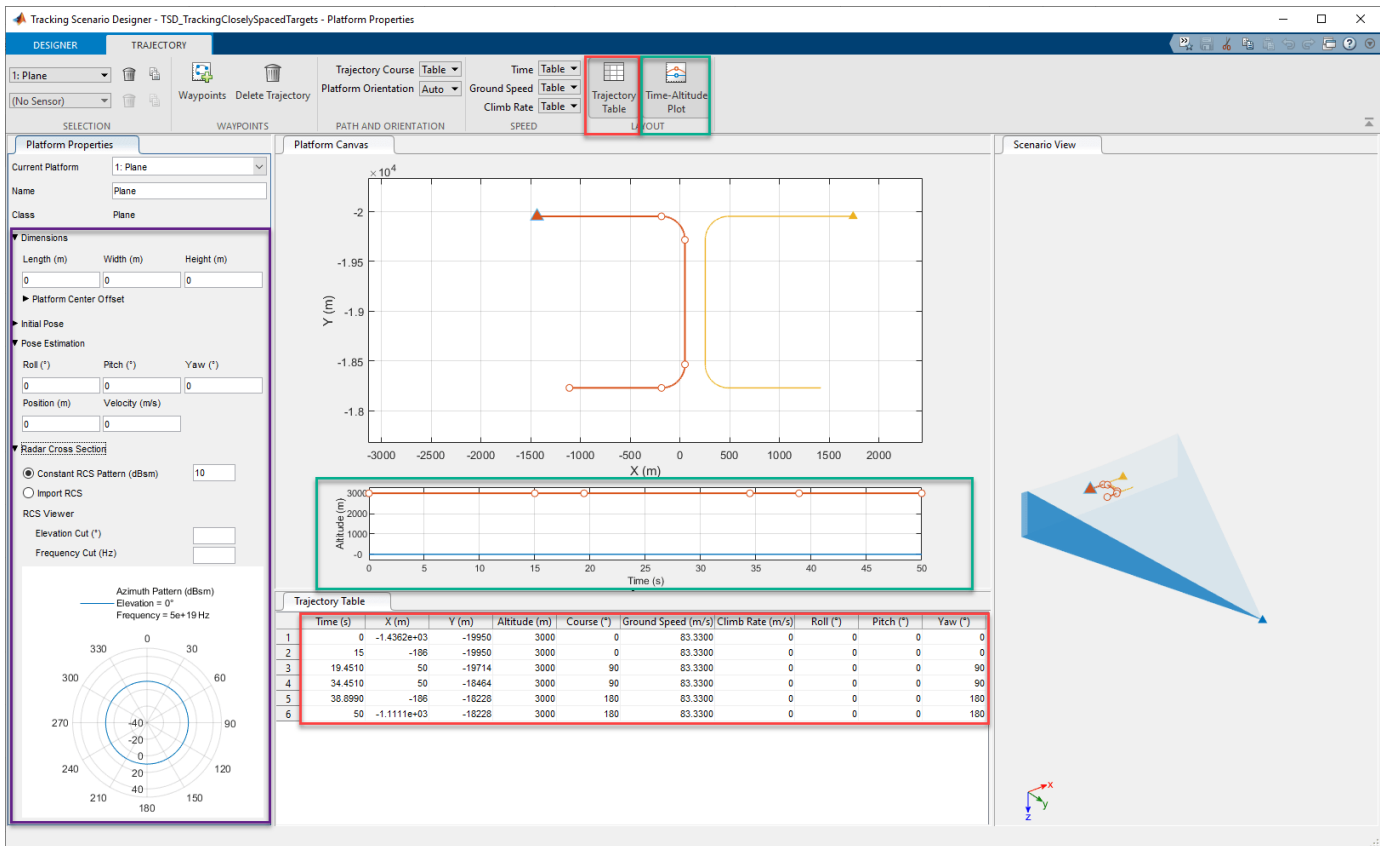 Tracking Scenario Designer - TSD_TrackingCloselySpacedTargets - Platform Properties
DESIGNER TRAJECTORY
1: Plane
(No Sensor)
SELECTION
Waypoints Delete Trajectory
WAYPOINTS
Trajectory Course Table
Platform Orientation Auto
PATH AND ORIENTATION
Time Table
Ground Speed Table
Climb Rate Table
SPEED
Trajectory Table
Time-Altitude Plot
LAYOUT
Platform Properties
Current Platform 1: Plane
Name Plane
Class Plane
Dimensions
Length (m) Width (m) Height (m)
0 0 0
Platform Center Offset
Initial Pose
Pose Estimation
Roll (°) Pitch (°) Yaw (°)
0 0 0
Position (m) Velocity (m/s)
0 0
Radar Cross Section
Constant RCS Pattern (dBsm) 10
Import RCS
RCS Viewer
Elevation Cut (°)
Frequency Cut (Hz)
Azimuth Pattern (dBsm)
Elevation = 0°
Frequency = 5e+19 Hz
0
330 30
300 60
270 -40 90
-20
0
240 20 120
40
210 150
180
Platform Canvas
×10⁴
-2
-1.95
-1.9
-1.85
-1.8
Y (m)
-3000 -2500 -2000 -1500 -1000 -500 0 500 1000 1500 2000
X (m)
3000
2000
1000
-0
Altitude (m)
0 5 10 15 20 25 30 35 40 45 50
Time (s)
Trajectory Table
Time (s) X (m) Y (m) Altitude (m) Course (°) Ground Speed (m/s) Climb Rate (m/s) Roll (°) Pitch (°) Yaw (°)
1 0 -1.4362e+03 -19950 3000 0 83.3300 0 0 0 0
2 15 -186 -19950 3000 0 83.3300 0 0 0 0
3 19.4510 50 -19714 3000 90 83.3300 0 0 0 90
4 34.4510 50 -18464 3000 90 83.3300 0 0 0 90
5 38.8990 -186 -18228 3000 180 83.3300 0 0 0 180
6 50 -1.1111e+03 -18228 3000 180 83.3300 0 0 0 180
Scenario View
x
y
z